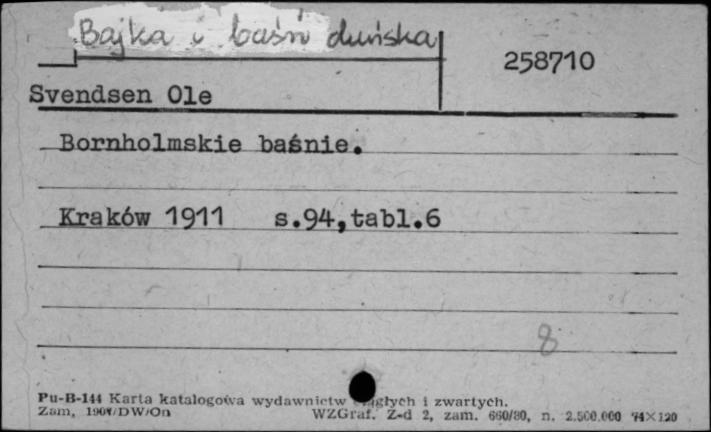 Bajka i baśń duńska
258710
Svendsen Ole
Bornholmskie baśnie.
Kraków 1911 s.94,tabl.6
8
Pu-B-144 Karta katalogowa wydawnictw ciągłych i zwartych.
Zam, DW/On WZGraf. Z-d 2, zam. 660/80, n. 2.500.000 74×120